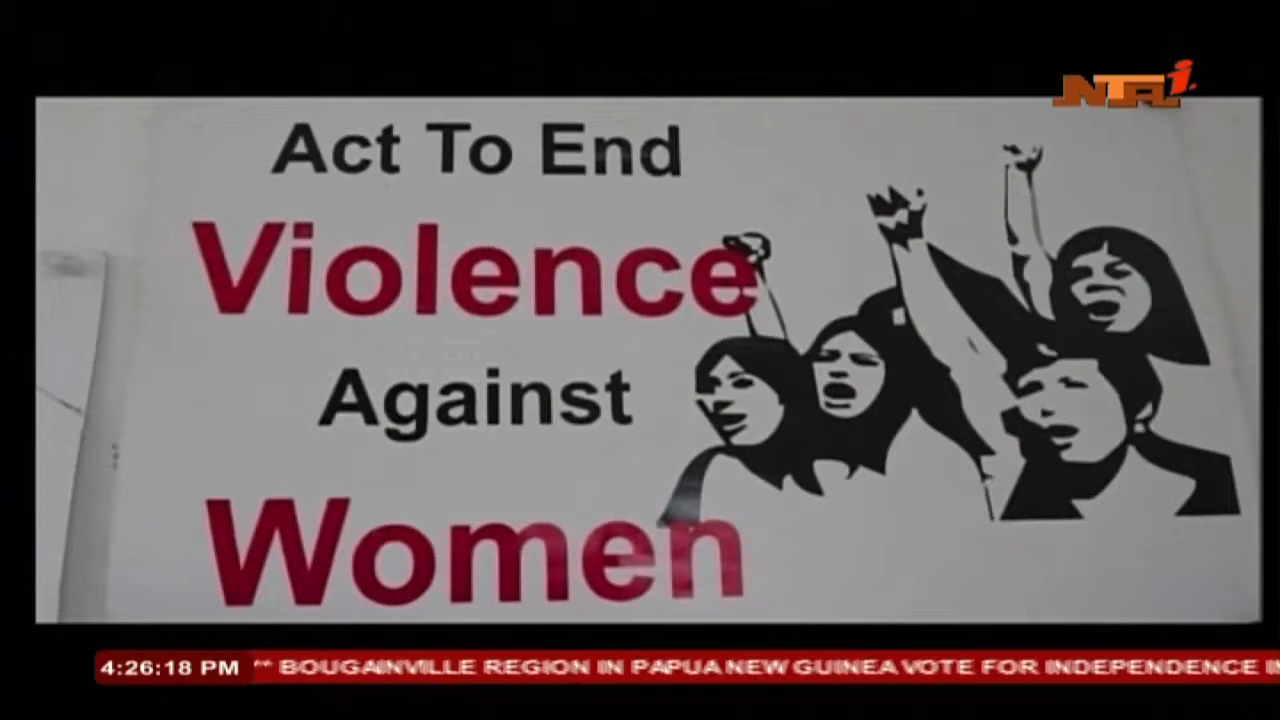 NTA i
Act To End
Violence
Against
Women
4:26:18 PM ** BOUGAINVILLE REGION IN PAPUA NEW GUINEA VOTE FOR INDEPENDENCE